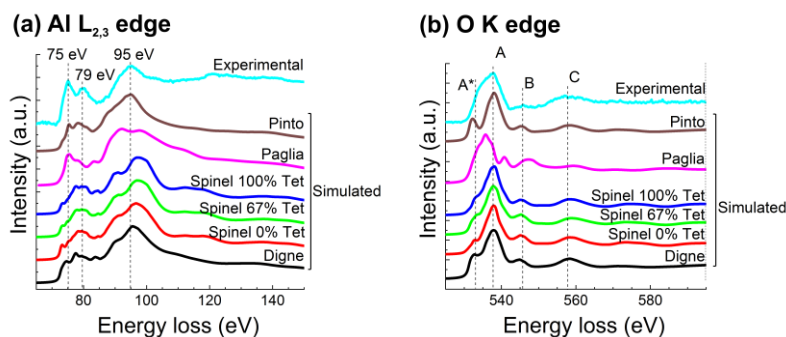 (a) Al L2,3 edge
75 eV
95 eV
79 eV
Experimental
Pinto
Paglia
Spinel 100% Tet
Spinel 67% Tet
Spinel 0% Tet
Digne
Simulated
Intensity (a.u.)
80
100
120
140
Energy loss (eV)
(b) O K edge
A
A*
B
C
Experimental
Pinto
Paglia
Spinel 100% Tet
Spinel 67% Tet
Spinel 0% Tet
Digne
Simulated
Intensity (a.u.)
540
560
580
Energy loss (eV)